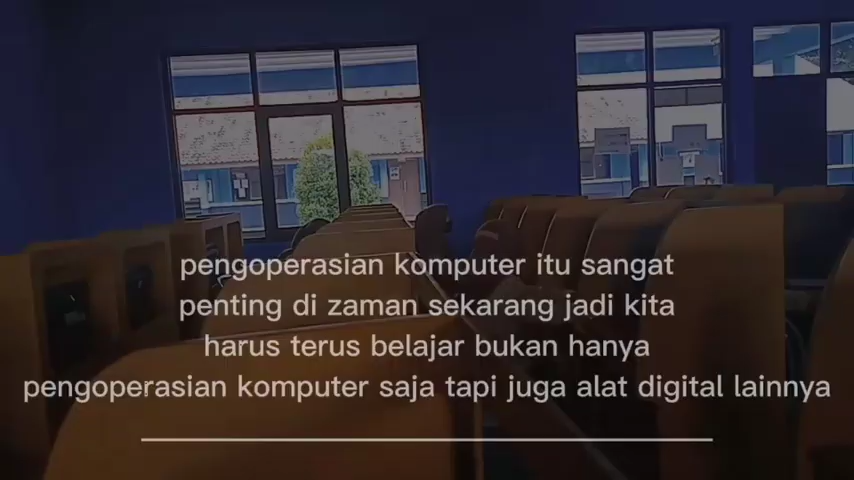 pengoperasian komputer itu sangat
penting di zaman sekarang jadi kita
harus terus belajar bukan hanya
pengoperasian komputer saja tapi juga alat digital lainnya